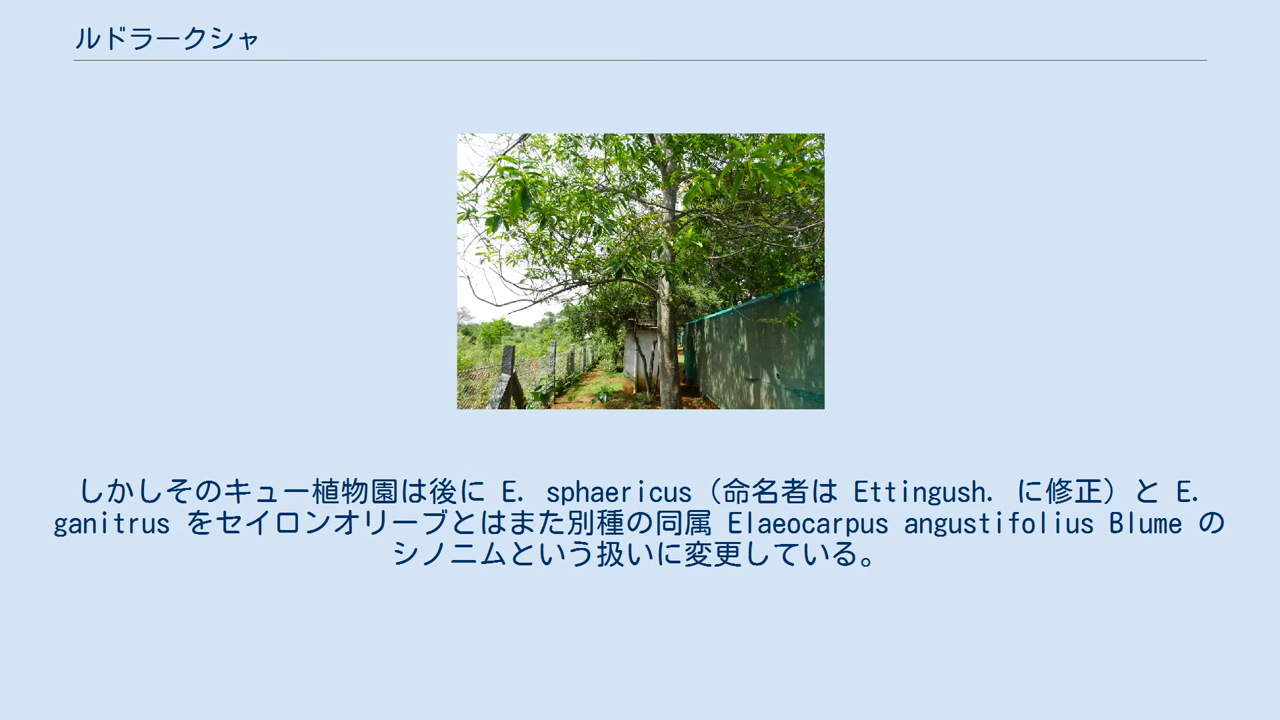 ルドラークシャ
しかしそのキュー植物園は後に E. sphaericus（命名者は Ettingush. に修正）と E.
ganitrus をセイロンオリーブとはまた別種の同属 Elaeocarpus angustifolius Blume の
シノニムという扱いに変更している。